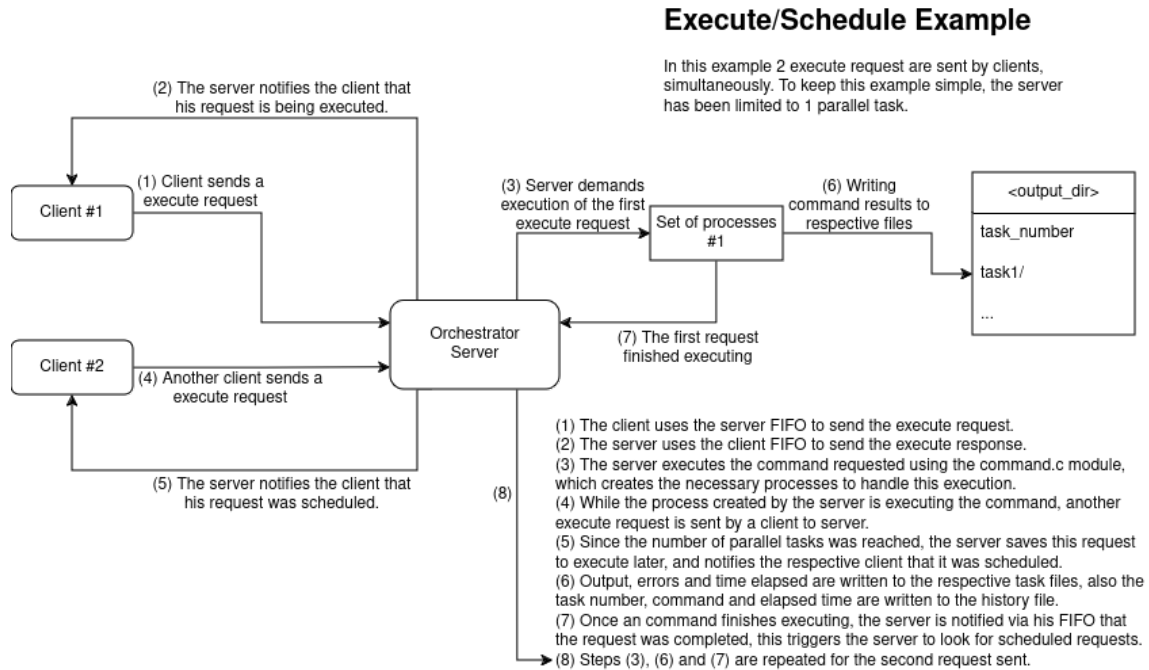 Execute/Schedule Example
In this example 2 execute request are sent by clients,
simultaneously. To keep this example simple, the server
has been limited to 1 parallel task.
(2) The server notifies the client that
his request is being executed.
(1) Client sends a
execute request
Client #1
(3) Server demands
execution of the first
execute request
Set of processes
#1
(6) Writing
command results to
respective files
<output_dir>
task_number
task1/
...
Orchestrator
Server
(7) The first request
finished executing
Client #2
(4) Another client sends a
execute request
(5) The server notifies the client that
his request was scheduled.
(8)
(1) The client uses the server FIFO to send the execute request.
(2) The server uses the client FIFO to send the execute response.
(3) The server executes the command requested using the command.c module,
which creates the necessary processes to handle this execution.
(4) While the process created by the server is executing the command, another
execute request is sent by a client to server.
(5) Since the number of parallel tasks was reached, the server saves this request
to execute later, and notifies the respective client that it was scheduled.
(6) Output, errors and time elapsed are written to the respective task files, also the
task number, command and elapsed time are written to the history file.
(7) Once an command finishes executing, the server is notified via his FIFO that
the request was completed, this triggers the server to look for scheduled requests.
(8) Steps (3), (6) and (7) are repeated for the second request sent.